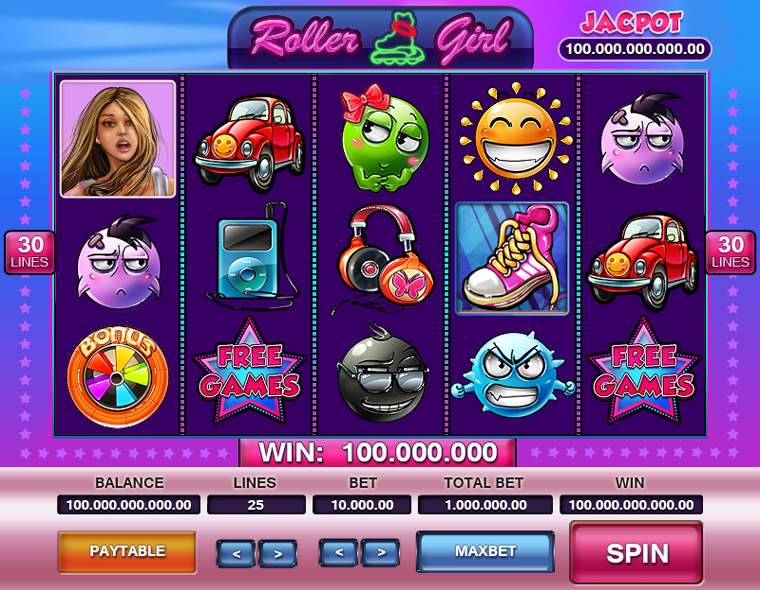 Roller Girl
JACPOT
100.000.000.000.00
30
LINES
30
LINES
BONUS
FREE
GAMES
FREE
GAMES
WIN: 100.000.000
BALANCE
LINES
BET
TOTAL BET
WIN
100.000.000.000.00
25
10.000.00
1.000.000.00
100.000.000.000.00
PAYTABLE
<
>
<
>
MAXBET
SPIN